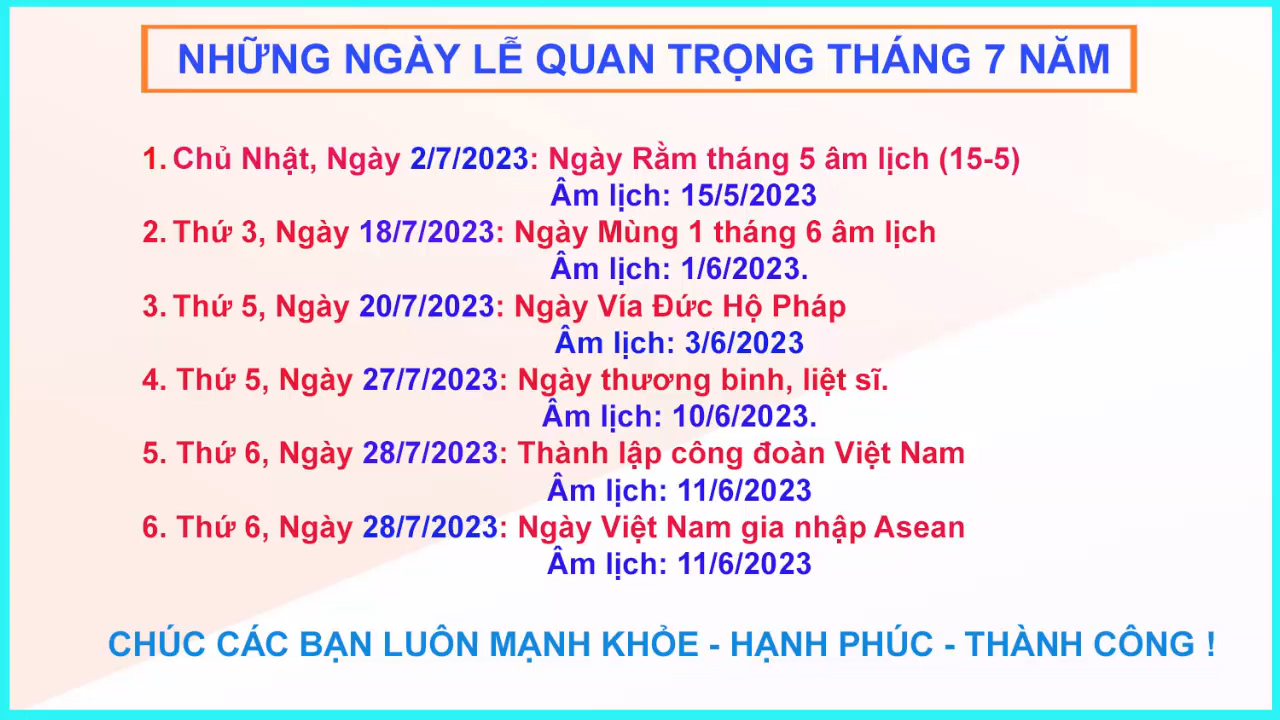 NHỮNG NGÀY LỄ QUAN TRỌNG THÁNG 7 NĂM
1. Chủ Nhật, Ngày 2/7/2023: Ngày Rằm tháng 5 âm lịch (15-5)
Âm lịch: 15/5/2023
2. Thứ 3, Ngày 18/7/2023: Ngày Mùng 1 tháng 6 âm lịch
Âm lịch: 1/6/2023.
3. Thứ 5, Ngày 20/7/2023: Ngày Vía Đức Hộ Pháp
Âm lịch: 3/6/2023
4. Thứ 5, Ngày 27/7/2023: Ngày thương binh, liệt sĩ.
Âm lịch: 10/6/2023.
5. Thứ 6, Ngày 28/7/2023: Thành lập công đoàn Việt Nam
Âm lịch: 11/6/2023
6. Thứ 6, Ngày 28/7/2023: Ngày Việt Nam gia nhập Asean
Âm lịch: 11/6/2023
CHÚC CÁC BẠN LUÔN MẠNH KHỎE - HẠNH PHÚC - THÀNH CÔNG !